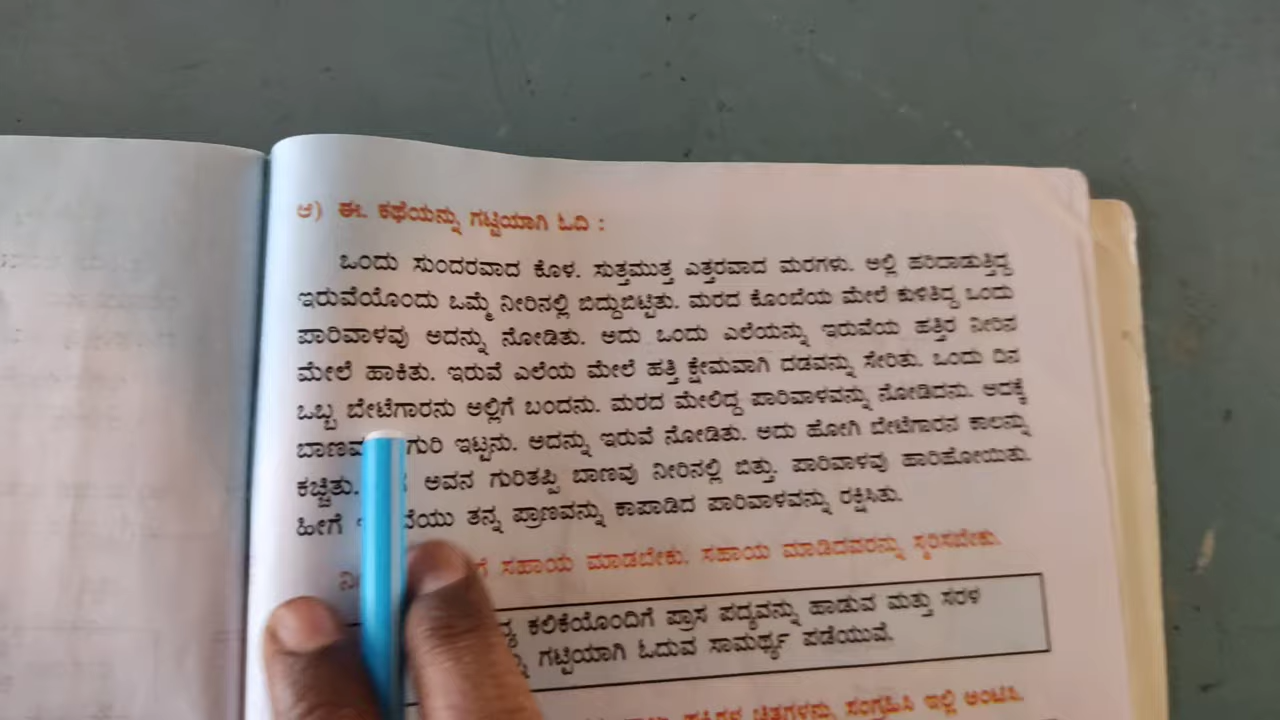 ಆ) ಈ ಕಥೆಯನ್ನು ಗಟ್ಟಿಯಾಗಿ ಓದಿ :
ಒಂದು ಸುಂದರವಾದ ಕೊಳ. ಸುತ್ತಮುತ್ತ ಎತ್ತರವಾದ ಮರಗಳು. ಅಲ್ಲಿ ಹರಿದಾಡುತ್ತಿದ್ದ
ಇರುವೆಯೊಂದು ಒಮ್ಮೆ ನೀರಿನಲ್ಲಿ ಬಿದ್ದುಬಿಟ್ಟಿತು. ಮರದ ಕೊಂಬೆಯ ಮೇಲೆ ಕುಳಿತಿದ್ದ ಒಂದು
ಪಾರಿವಾಳವು ಅದನ್ನು ನೋಡಿತು. ಅದು ಒಂದು ಎಲೆಯನ್ನು ಇರುವೆಯ ಹತ್ತಿರ ನೀರಿನ
ಮೇಲೆ ಹಾಕಿತು. ಇರುವೆ ಎಲೆಯ ಮೇಲೆ ಹತ್ತಿ ಕ್ಷೇಮವಾಗಿ ದಡವನ್ನು ಸೇರಿತು. ಒಂದು ದಿನ
ಒಬ್ಬ ಬೇಟೆಗಾರನು ಅಲ್ಲಿಗೆ ಬಂದನು. ಮರದ ಮೇಲಿದ್ದ ಪಾರಿವಾಳವನ್ನು ನೋಡಿದನು. ಅದಕ್ಕೆ
ಗುರಿ ಇಟ್ಟನು. ಅದನ್ನು ಇರುವೆ ನೋಡಿತು. ಅದು ಹೋಗಿ ಬೇಟೆಗಾರನ ಕಾಲನ್ನು
ಕಚ್ಚಿತು. ಅವನ ಗುರಿತಪ್ಪಿ ಬಾಣವು ನೀರಿನಲ್ಲಿ ಬಿತ್ತು. ಪಾರಿವಾಳವು ಹಾರಿಹೋಯಿತು.
ಹೀಗೆ ತನ್ನ ಪ್ರಾಣವನ್ನು ಕಾಪಾಡಿದ ಪಾರಿವಾಳವನ್ನು ರಕ್ಷಿಸಿತು.
ಸಹಾಯ ಮಾಡಬೇಕು. ಸಹಾಯ ಮಾಡಿದವರನ್ನು ಸ್ಮರಿಸಬೇಕು.
ಕಲಿಕೆಯೊಂದಿಗೆ ಪ್ರಾಸ ಪದ್ಯವನ್ನು ಹಾಡುವ ಮತ್ತು ಸರಳ
ಗಟ್ಟಿಯಾಗಿ ಓದುವ ಸಾಮರ್ಥ್ಯ ಪಡೆಯುವೆ.
ಚಿತ್ರಗಳನ್ನು ಸಂಗ್ರಹಿಸಿ ಇಲ್ಲಿ ಅಂಟಿಸಿ.